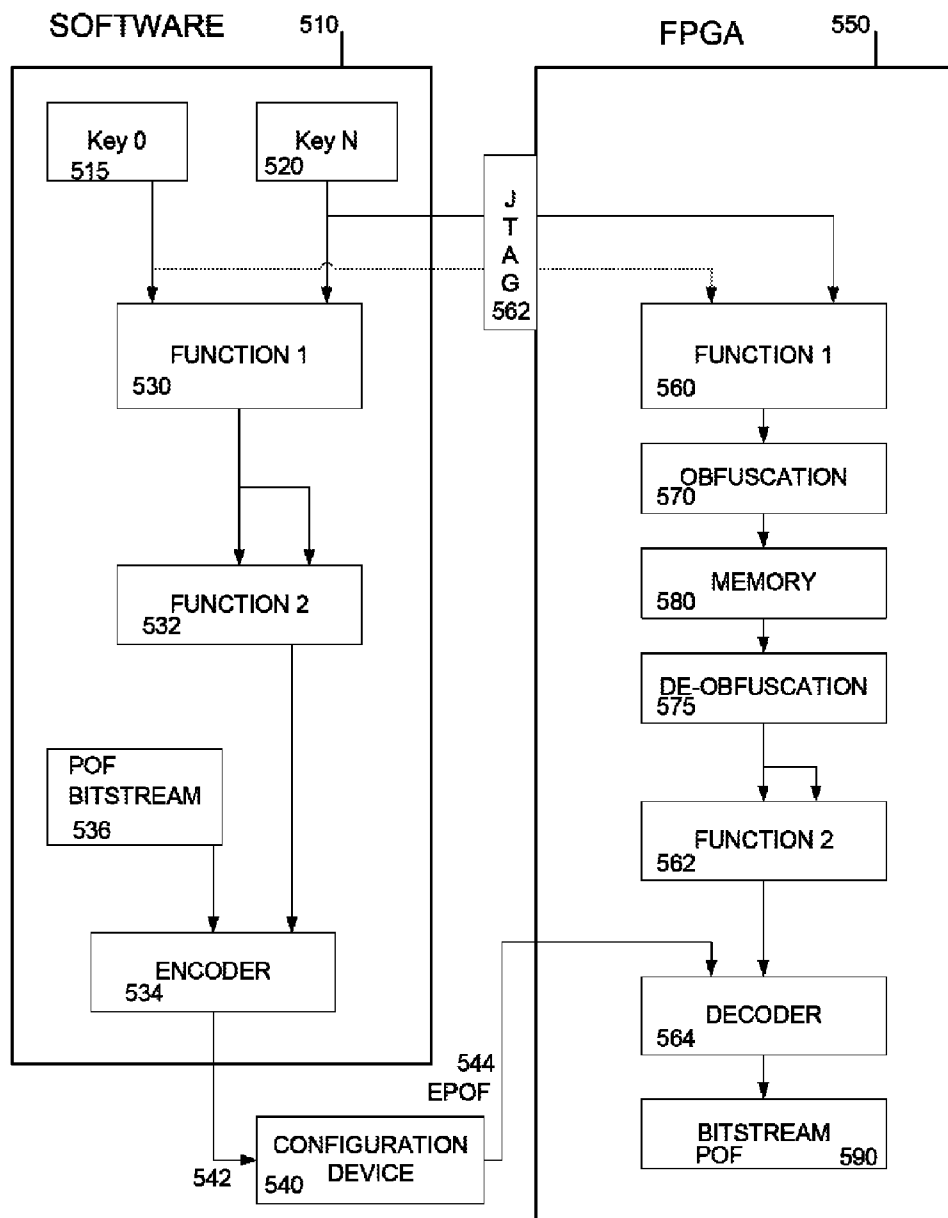 SOFTWARE 510
FPGA 550
Key 0
515
Key N
520
J
T
A
G
562
FUNCTION 1
530
FUNCTION 1
560
OBFUSCATION
570
MEMORY
580
FUNCTION 2
532
DE-OBFUSCATION
575
POF
BITSTREAM
536
FUNCTION 2
562
ENCODER
534
DECODER
564
544
EPOF
542
CONFIGURATION
DEVICE
540
BITSTREAM
POF 590